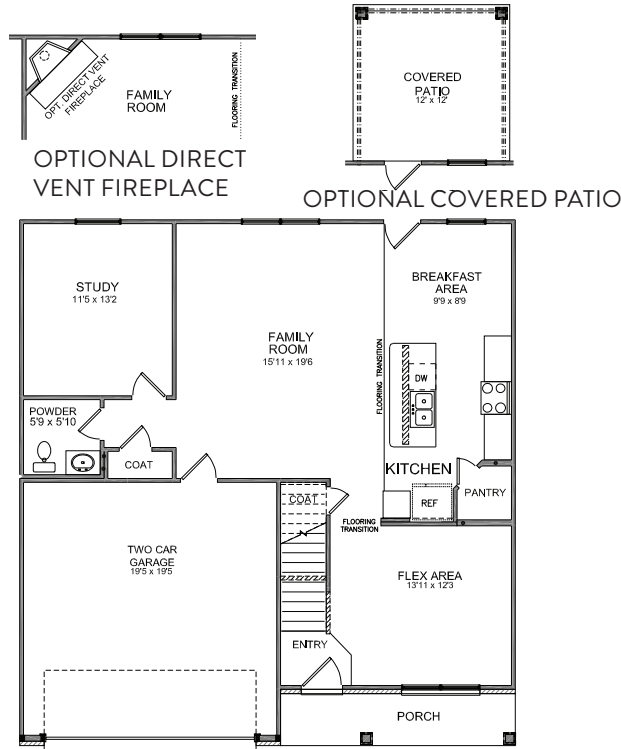 OPT. DIRECT VENT
FIREPLACE
FAMILY
ROOM
FLOORING TRANSITION
OPTIONAL DIRECT
VENT FIREPLACE
COVERED
PATIO
12' x 12'
OPTIONAL COVERED PATIO
STUDY
11'5 x 13'2
FAMILY
ROOM
15'11 x 19'6
BREAKFAST
AREA
9'9 x 8'9
FLOORING TRANSITION
DW
POWDER
5'9 x 5'10
COAT
KITCHEN
REF
PANTRY
COAT
FLOORING
TRANSITION
TWO CAR
GARAGE
19'5 x 19'5
FLEX AREA
13'11 x 12'3
ENTRY
PORCH